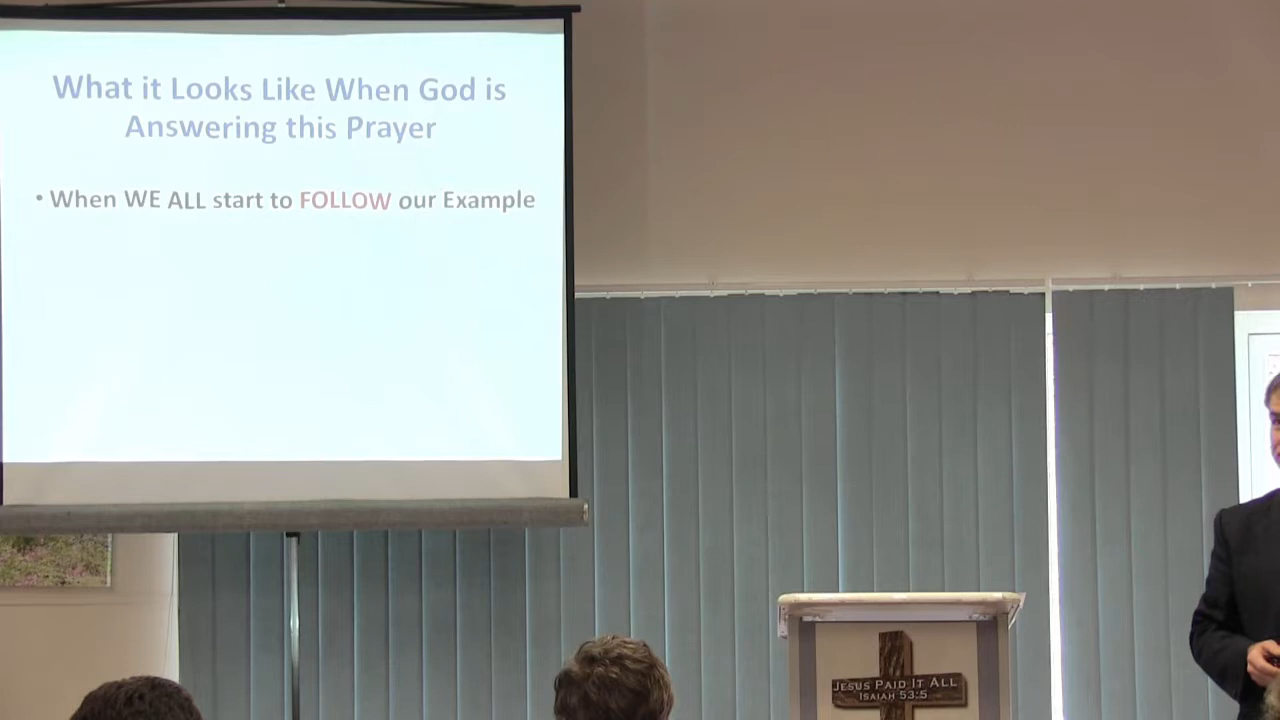 What it Looks Like When God is
Answering this Prayer
• When WE ALL start to FOLLOW our Example
JESUS PAID IT ALL
ISAIAH 53:5